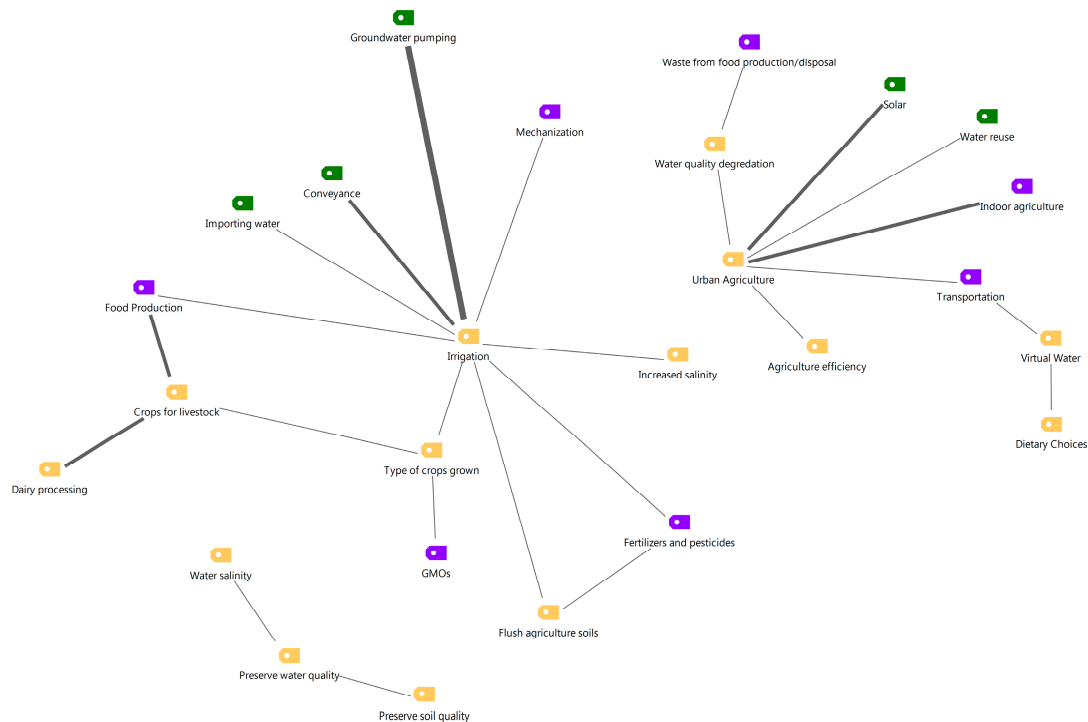 Groundwater pumping
Waste from food production/disposal
Solar
Mechanization
Water reuse
Water quality degredation
Conveyance
Indoor agriculture
Importing water
Urban Agriculture
Transportation
Food Production
Irrigation
Virtual Water
Agriculture efficiency
Increased salinity
Crops for livestock
Dietary Choices
Type of crops grown
Dairy processing
Fertilizers and pesticides
GMOs
Water salinity
Flush agriculture soils
Preserve water quality
Preserve soil quality